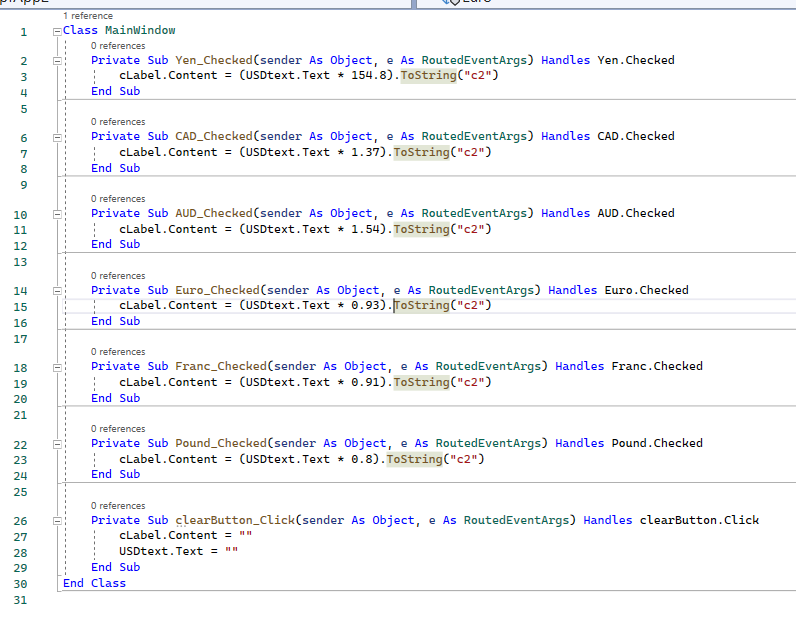 1 reference
1 Class MainWindow
0 references
2 Private Sub Yen_Checked(sender As Object, e As RoutedEventArgs) Handles Yen.Checked
3 cLabel.Content = (USDtext.Text * 154.8).ToString("c2")
4 End Sub
5
0 references
6 Private Sub CAD_Checked(sender As Object, e As RoutedEventArgs) Handles CAD.Checked
7 cLabel.Content = (USDtext.Text * 1.37).ToString("c2")
8 End Sub
9
0 references
10 Private Sub AUD_Checked(sender As Object, e As RoutedEventArgs) Handles AUD.Checked
11 cLabel.Content = (USDtext.Text * 1.54).ToString("c2")
12 End Sub
13
0 references
14 Private Sub Euro_Checked(sender As Object, e As RoutedEventArgs) Handles Euro.Checked
15 cLabel.Content = (USDtext.Text * 0.93).ToString("c2")
16 End Sub
17
0 references
18 Private Sub Franc_Checked(sender As Object, e As RoutedEventArgs) Handles Franc.Checked
19 cLabel.Content = (USDtext.Text * 0.91).ToString("c2")
20 End Sub
21
0 references
22 Private Sub Pound_Checked(sender As Object, e As RoutedEventArgs) Handles Pound.Checked
23 cLabel.Content = (USDtext.Text * 0.8).ToString("c2")
24 End Sub
25
0 references
26 Private Sub clearButton_Click(sender As Object, e As RoutedEventArgs) Handles clearButton.Click
27 cLabel.Content = ""
28 USDtext.Text = ""
29 End Sub
30 End Class
31